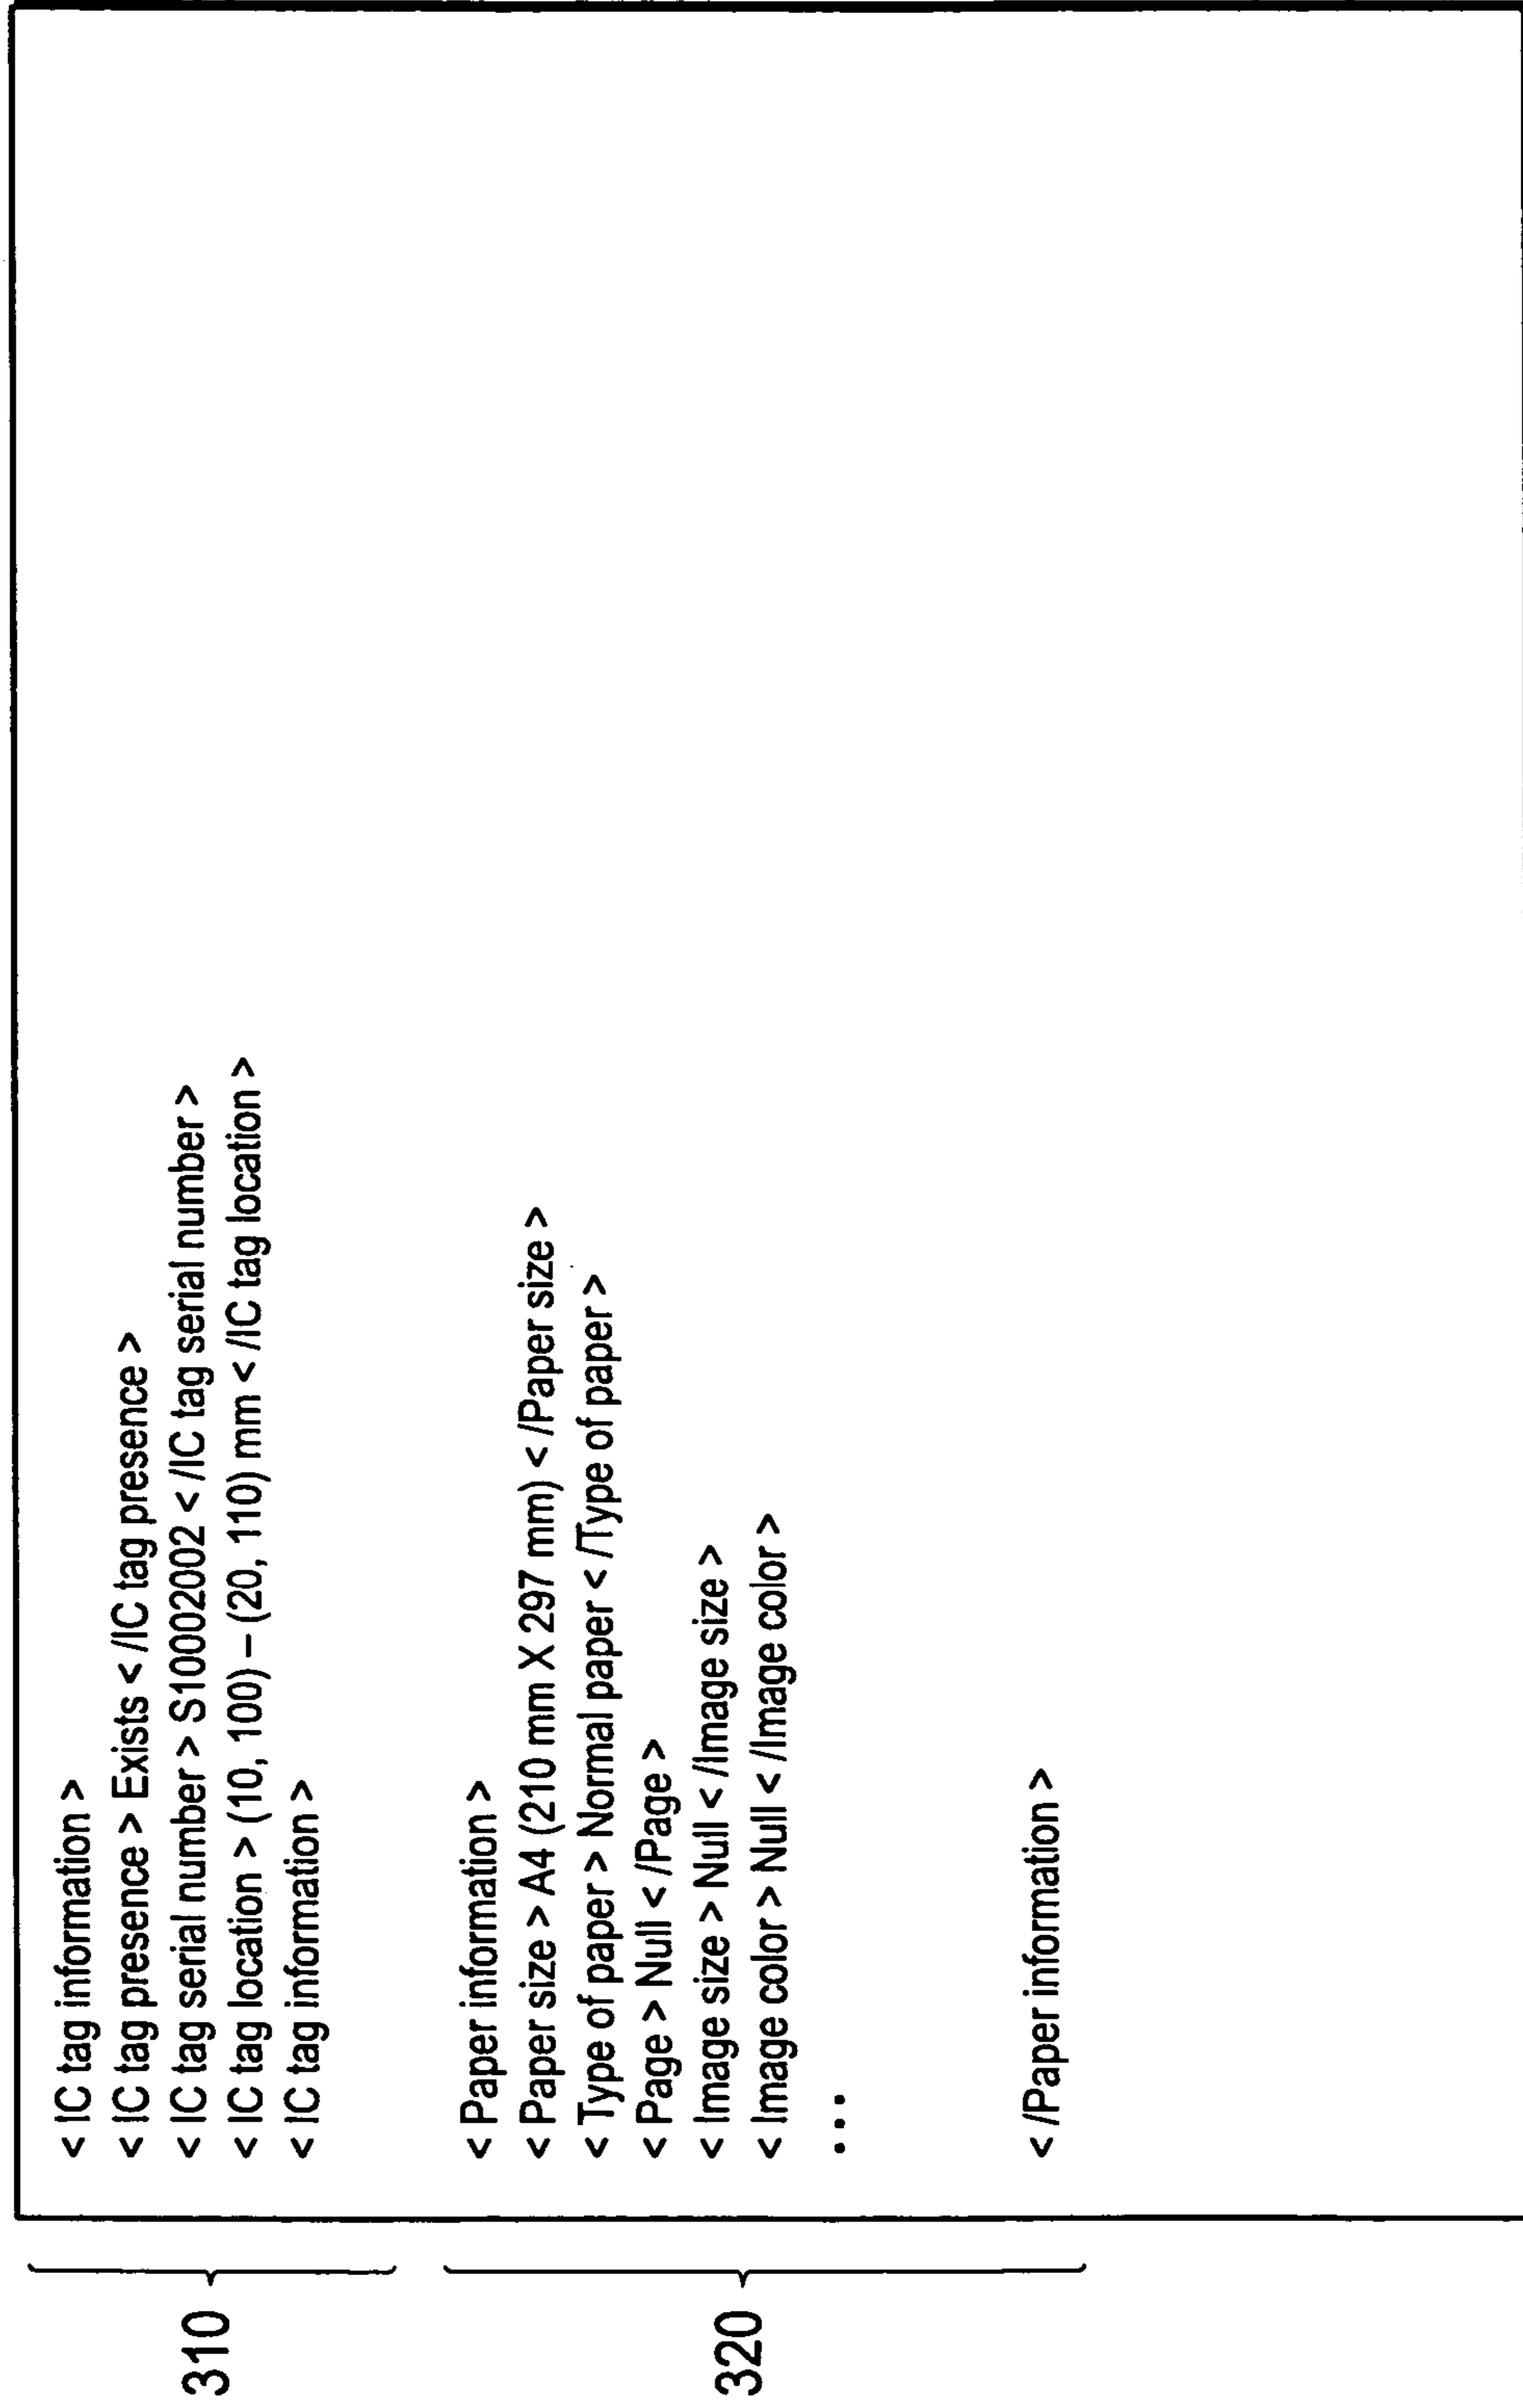 310
< IC tag information >
< IC tag presence > Exists < /IC tag presence >
< IC tag serial number > S10002002 < /IC tag serial number >
< IC tag location > (10, 100) – (20, 110) mm < /IC tag location >
< IC tag information >
320
< Paper information >
< Paper size > A4 (210 mm X 297 mm) < /Paper size >
< Type of paper > Normal paper < /Type of paper >
< Page > Null < /Page >
< Image size > Null < /Image size >
< Image color > Null < /Image color >
...
< /Paper information >